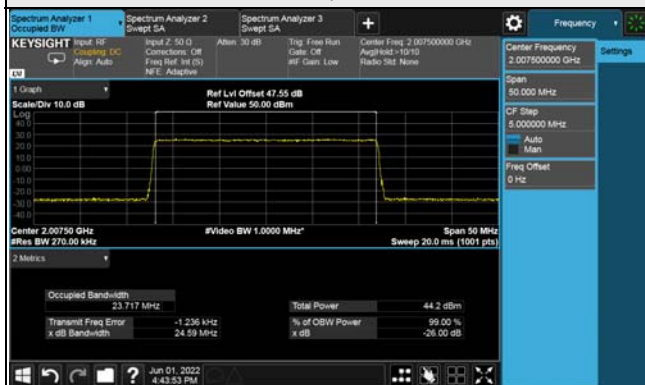 Spectrum Analyzer 1
Occupied BW
Spectrum Analyzer 2
Swept SA
Spectrum Analyzer 3
Swept SA
+
Frequency
KEYSIGHT
Input: RF
Coupling: DC
Align: Auto
Input Z: 50 Ω
Corrections: Off
Freq Ref: Int (S)
NFE: Adaptive
Atten: 30 dB
Trig: Free Run
Gate: Off
#IF Gain: Low
Center Freq: 2.007500000 GHz
Avg|Hold:>10/10
Radio Std: None
LXI
Center Frequency
2.007500000 GHz
Settings
Span
50.000 MHz
CF Step
5.000000 MHz
Auto
Man
Freq Offset
0 Hz
1 Graph
Scale/Div 10.0 dB
Ref Lvl Offset 47.55 dB
Ref Value 50.00 dBm
Log
40.0
30.0
20.0
10.0
0.00
-10.0
-20.0
-30.0
-40.0
Center 2.00750 GHz
#Res BW 270.00 kHz
#Video BW 1.0000 MHz*
Span 50 MHz
Sweep 20.0 ms (1001 pts)
2 Metrics
Occupied Bandwidth
23.717 MHz
Total Power 44.2 dBm
Transmit Freq Error -1.236 kHz
% of OBW Power 99.00 %
x dB Bandwidth 24.59 MHz
x dB -26.00 dB
?
Jun 01, 2022
4:43:53 PM